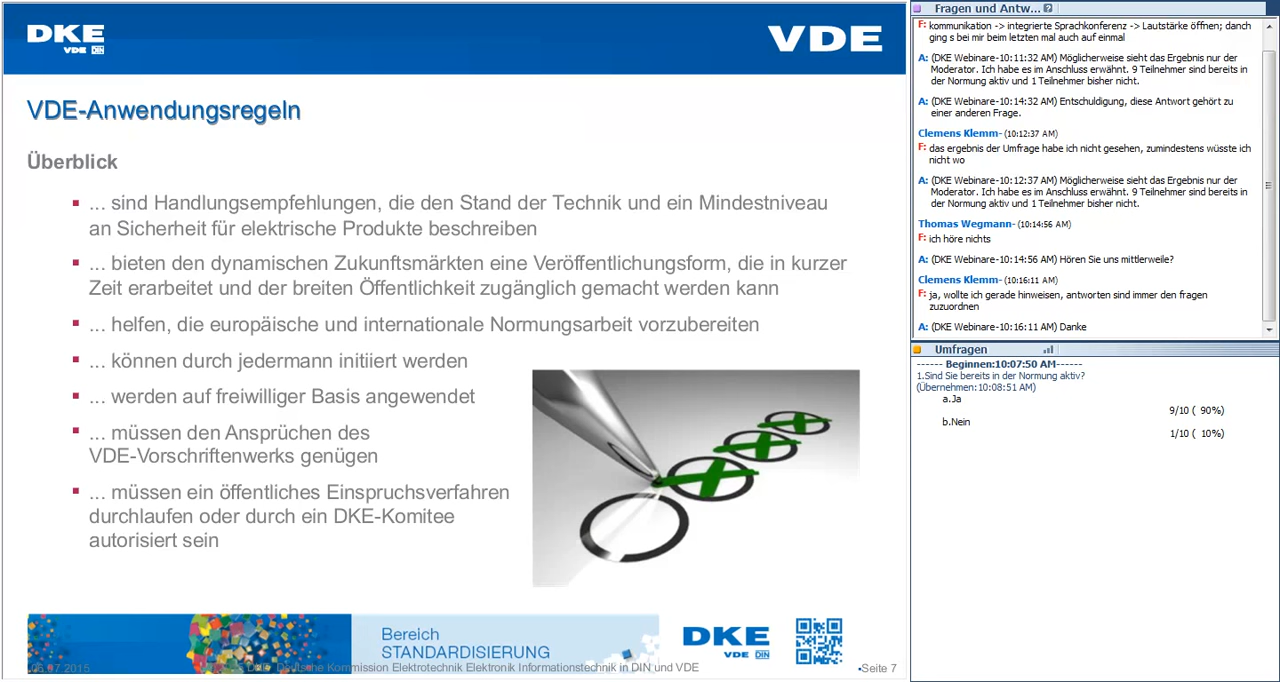 DKE
VDE DIN
VDE
VDE-Anwendungsregeln
Überblick
... sind Handlungsempfehlungen, die den Stand der Technik und ein Mindestniveau
an Sicherheit für elektrische Produkte beschreiben
... bieten den dynamischen Zukunftsmärkten eine Veröffentlichungsform, die in kurzer
Zeit erarbeitet und der breiten Öffentlichkeit zugänglich gemacht werden kann
... helfen, die europäische und internationale Normungsarbeit vorzubereiten
... können durch jedermann initiiert werden
... werden auf freiwilliger Basis angewendet
... müssen den Ansprüchen des
VDE-Vorschriftenwerks genügen
... müssen ein öffentliches Einspruchsverfahren
durchlaufen oder durch ein DKE-Komitee
autorisiert sein
Bereich
STANDARDISIERUNG
DKE
VDE DIN
.2015
Deutsche Kommission Elektrotechnik Elektronik Informationstechnik in DIN und VDE
•Seite 7
Fragen und Antw... ?
F: kommunikation -> integrierte Sprachkonferenz -> Lautstärke öffnen; danch
ging s bei mir beim letzten mal auch auf einmal
A: (DKE Webinare-10:11:32 AM) Möglicherweise sieht das Ergebnis nur der
Moderator. Ich habe es im Anschluss erwähnt. 9 Teilnehmer sind bereits in
der Normung aktiv und 1 Teilnehmer bisher nicht.
A: (DKE Webinare-10:14:32 AM) Entschuldigung, diese Antwort gehört zu
einer anderen Frage.
Clemens Klemm- (10:12:37 AM)
F: das ergebnis der Umfrage habe ich nicht gesehen, zumindestens wüsste ich
nicht wo
A: (DKE Webinare-10:12:37 AM) Möglicherweise sieht das Ergebnis nur der
Moderator. Ich habe es im Anschluss erwähnt. 9 Teilnehmer sind bereits in
der Normung aktiv und 1 Teilnehmer bisher nicht.
Thomas Wegmann- (10:14:56 AM)
F: ich höre nichts
A: (DKE Webinare-10:14:56 AM) Hören Sie uns mittlerweile?
Clemens Klemm- (10:16:11 AM)
F: ja, wollte ich gerade hinweisen, antworten sind immer den fragen
zuzuordnen
A: (DKE Webinare-10:16:11 AM) Danke
Umfragen
------ Beginnen:10:07:50 AM------
1.Sind Sie bereits in der Normung aktiv?
(Übernehmen:10:08:51 AM)
a.Ja
9/10 ( 90%)
b.Nein
1/10 ( 10%)